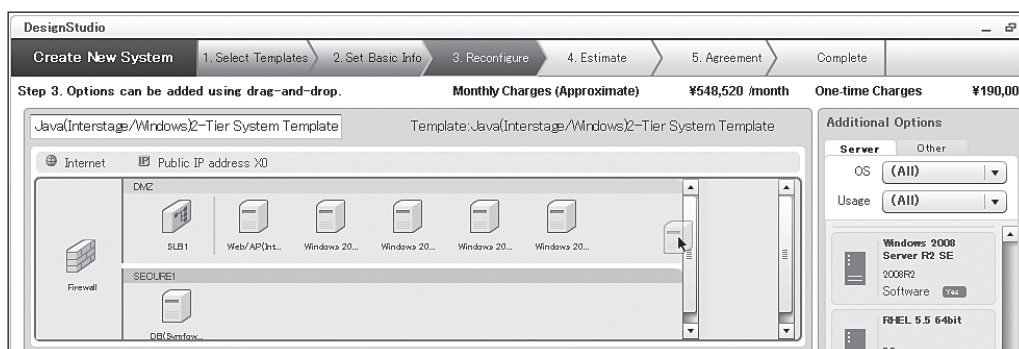 DesignStudio
Create New System 1. Select Templates 2. Set Basic Info 3. Reconfigure 4. Estimate 5. Agreement Complete
Step 3. Options can be added using drag-and-drop. Monthly Charges (Approximate) ¥548,520 /month One-time Charges ¥190,00
Java(Interstage/Windows)2-Tier System Template Template:Java(Interstage/Windows)2-Tier System Template
Internet IP Public IP address X0
DMZ
SLB1 Web/AP(Int... Windows 20... Windows 20... Windows 20... Windows 20...
Firewall
SECURE1
DB(Symfow...
Additional Options
Server Other
OS (All)
Usage (All)
Windows 2008
Server R2 SE
2008R2
Software Yes
RHEL 5.5 64bit